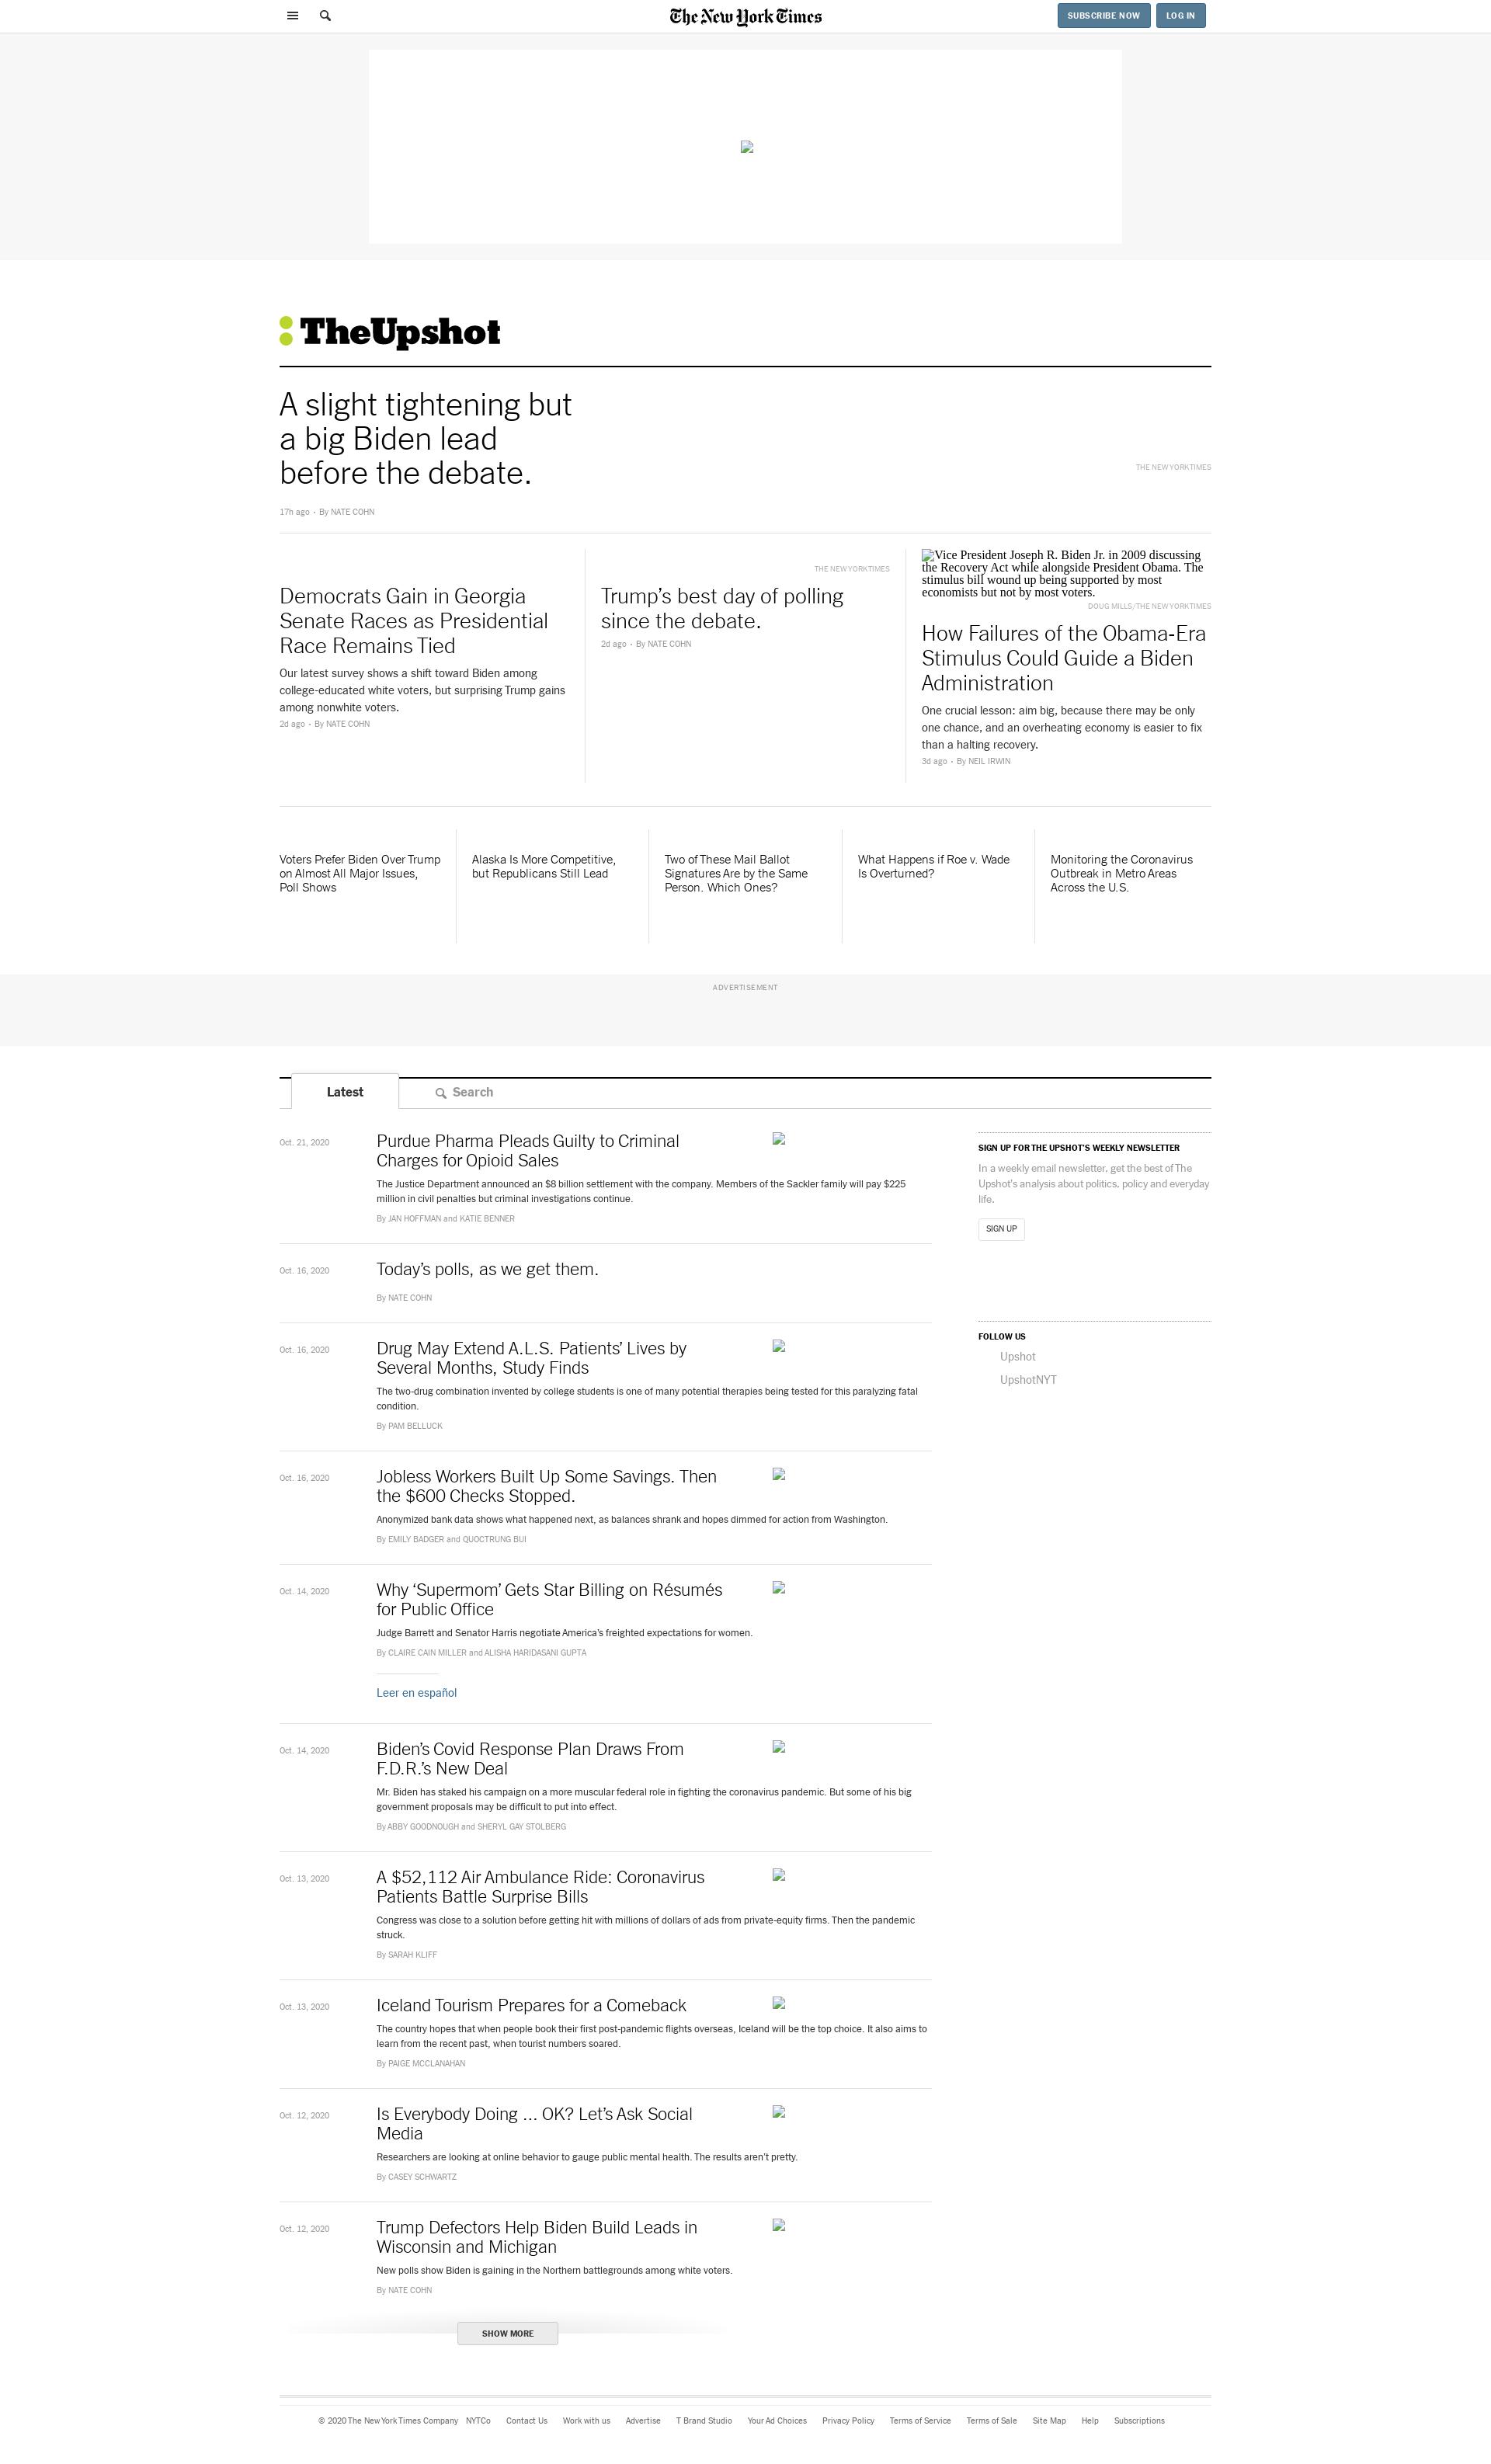 The New York Times
SUBSCRIBE NOW
LOG IN
TheUpshot
A slight tightening but
a big Biden lead
before the debate.
THE NEW YORK TIMES
17h ago · By NATE COHN
Democrats Gain in Georgia
Senate Races as Presidential
Race Remains Tied
Our latest survey shows a shift toward Biden among
college-educated white voters, but surprising Trump gains
among nonwhite voters.
2d ago · By NATE COHN
THE NEW YORK TIMES
Trump’s best day of polling
since the debate.
2d ago · By NATE COHN
Vice President Joseph R. Biden Jr. in 2009 discussing
the Recovery Act while alongside President Obama. The
stimulus bill wound up being supported by most
economists but not by most voters.
DOUG MILLS/THE NEW YORK TIMES
How Failures of the Obama-Era
Stimulus Could Guide a Biden
Administration
One crucial lesson: aim big, because there may be only
one chance, and an overheating economy is easier to fix
than a halting recovery.
3d ago · By NEIL IRWIN
Voters Prefer Biden Over Trump
on Almost All Major Issues,
Poll Shows
Alaska Is More Competitive,
but Republicans Still Lead
Two of These Mail Ballot
Signatures Are by the Same
Person. Which Ones?
What Happens if Roe v. Wade
Is Overturned?
Monitoring the Coronavirus
Outbreak in Metro Areas
Across the U.S.
ADVERTISEMENT
Latest
Search
Oct. 21, 2020
Purdue Pharma Pleads Guilty to Criminal
Charges for Opioid Sales
The Justice Department announced an $8 billion settlement with the company. Members of the Sackler family will pay $225
million in civil penalties but criminal investigations continue.
By JAN HOFFMAN and KATIE BENNER
Oct. 16, 2020
Today’s polls, as we get them.
By NATE COHN
Oct. 16, 2020
Drug May Extend A.L.S. Patients’ Lives by
Several Months, Study Finds
The two-drug combination invented by college students is one of many potential therapies being tested for this paralyzing fatal
condition.
By PAM BELLUCK
Oct. 16, 2020
Jobless Workers Built Up Some Savings. Then
the $600 Checks Stopped.
Anonymized bank data shows what happened next, as balances shrank and hopes dimmed for action from Washington.
By EMILY BADGER and QUOCTRUNG BUI
Oct. 14, 2020
Why ‘Supermom’ Gets Star Billing on Résumés
for Public Office
Judge Barrett and Senator Harris negotiate America’s freighted expectations for women.
By CLAIRE CAIN MILLER and ALISHA HARIDASANI GUPTA
Leer en español
Oct. 14, 2020
Biden’s Covid Response Plan Draws From
F.D.R.’s New Deal
Mr. Biden has staked his campaign on a more muscular federal role in fighting the coronavirus pandemic. But some of his big
government proposals may be difficult to put into effect.
By ABBY GOODNOUGH and SHERYL GAY STOLBERG
Oct. 13, 2020
A $52,112 Air Ambulance Ride: Coronavirus
Patients Battle Surprise Bills
Congress was close to a solution before getting hit with millions of dollars of ads from private-equity firms. Then the pandemic
struck.
By SARAH KLIFF
Oct. 13, 2020
Iceland Tourism Prepares for a Comeback
The country hopes that when people book their first post-pandemic flights overseas, Iceland will be the top choice. It also aims to
learn from the recent past, when tourist numbers soared.
By PAIGE MCCLANAHAN
Oct. 12, 2020
Is Everybody Doing ... OK? Let’s Ask Social
Media
Researchers are looking at online behavior to gauge public mental health. The results aren’t pretty.
By CASEY SCHWARTZ
Oct. 12, 2020
Trump Defectors Help Biden Build Leads in
Wisconsin and Michigan
New polls show Biden is gaining in the Northern battlegrounds among white voters.
By NATE COHN
SHOW MORE
SIGN UP FOR THE UPSHOT’S WEEKLY NEWSLETTER
In a weekly email newsletter, get the best of The
Upshot’s analysis about politics, policy and everyday
life.
SIGN UP
FOLLOW US
Upshot
UpshotNYT
© 2020 The New York Times Company NYTCo Contact Us Work with us Advertise T Brand Studio Your Ad Choices Privacy Policy Terms of Service Terms of Sale Site Map Help Subscriptions